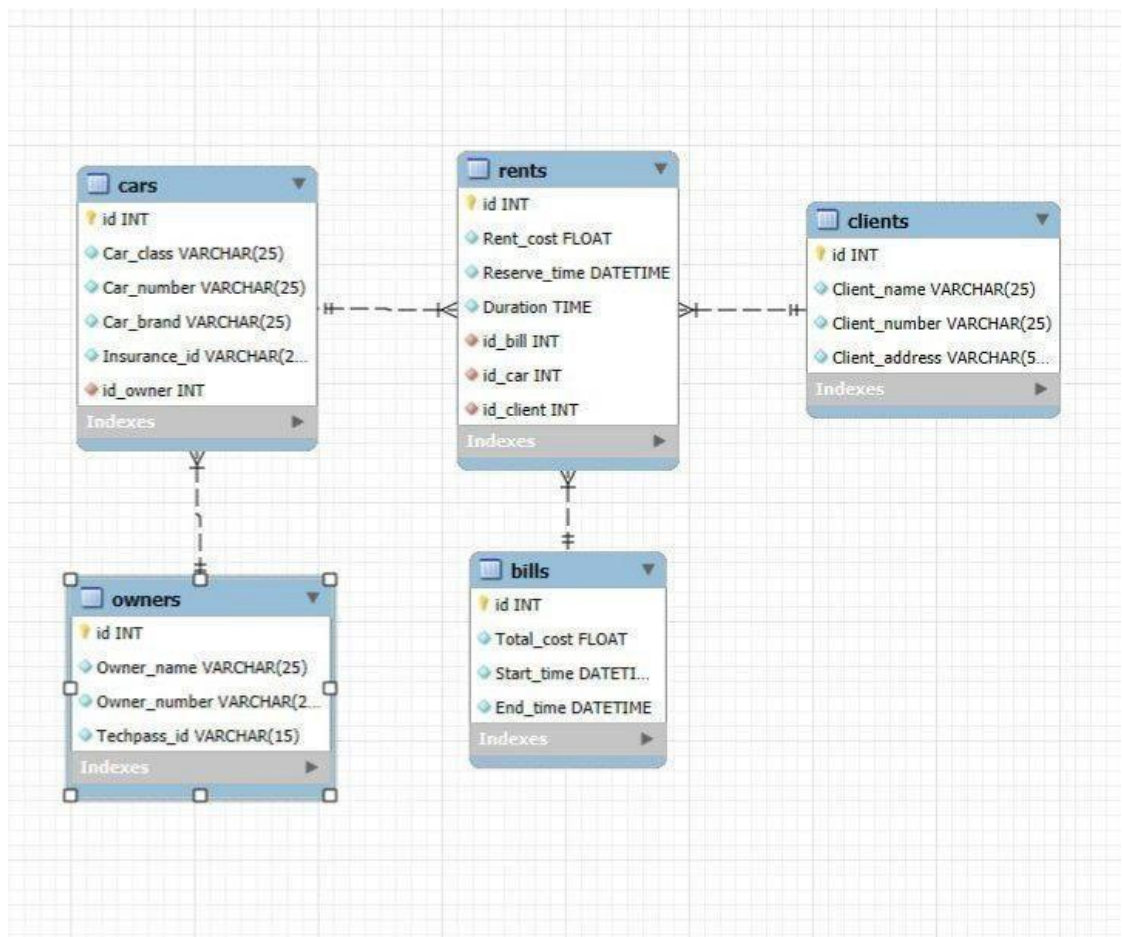 cars
id INT
Car_class VARCHAR(25)
Car_number VARCHAR(25)
Car_brand VARCHAR(25)
Insurance_id VARCHAR(2...
id_owner INT
Indexes
rents
id INT
Rent_cost FLOAT
Reserve_time DATETIME
Duration TIME
id_bill INT
id_car INT
id_client INT
Indexes
clients
id INT
Client_name VARCHAR(25)
Client_number VARCHAR(25)
Client_address VARCHAR(5...
Indexes
owners
id INT
Owner_name VARCHAR(25)
Owner_number VARCHAR(2...
Techpass_id VARCHAR(15)
Indexes
bills
id INT
Total_cost FLOAT
Start_time DATETI...
End_time DATETIME
Indexes